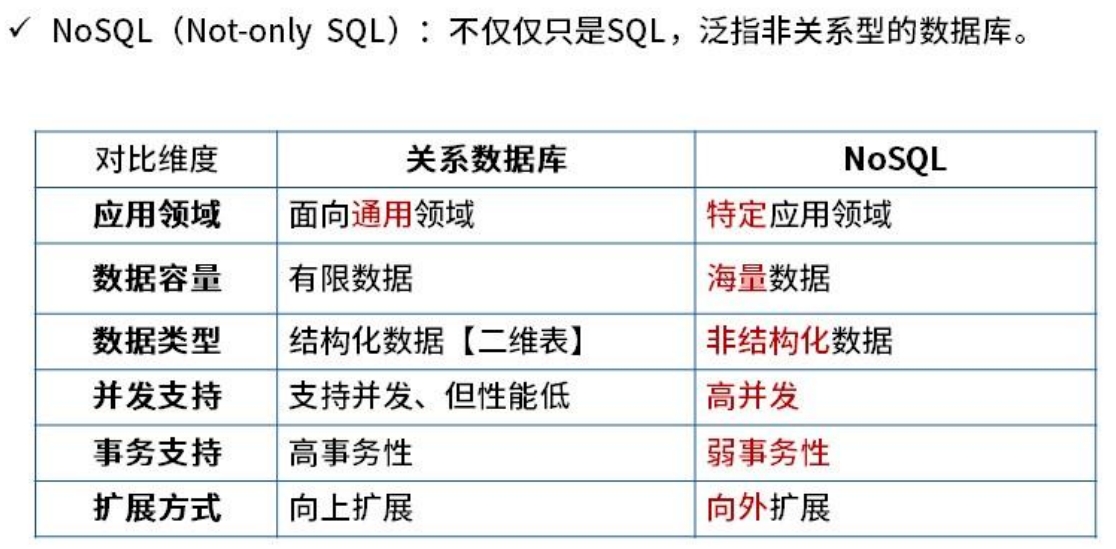 ✓ NoSQL（Not-only SQL）：不仅仅只是SQL，泛指非关系型的数据库。
对比维度 关系数据库 NoSQL
应用领域 面向通用领域 特定应用领域
数据容量 有限数据 海量数据
数据类型 结构化数据【二维表】 非结构化数据
并发支持 支持并发、但性能低 高并发
事务支持 高事务性 弱事务性
扩展方式 向上扩展 向外扩展